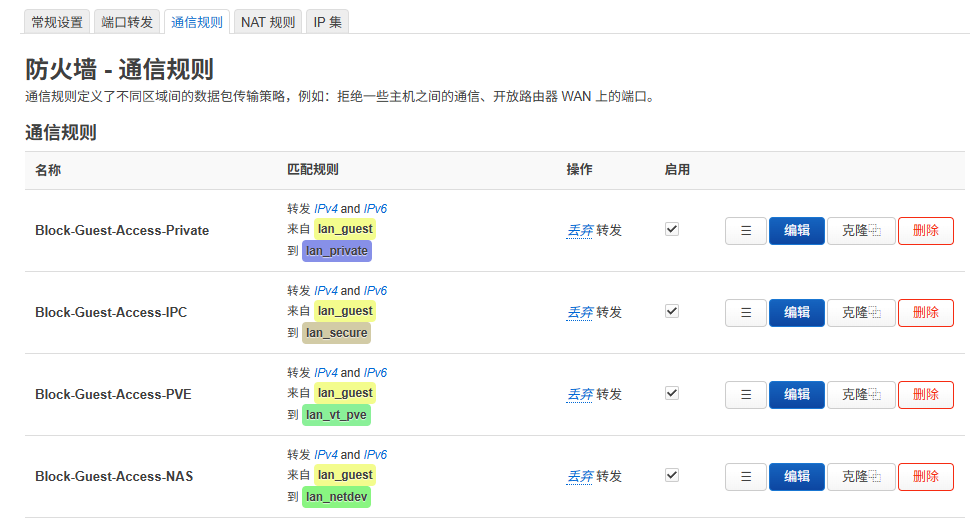 常规设置 端口转发 通信规则 NAT 规则 IP 集
防火墙 - 通信规则
通信规则定义了不同区域间的数据包传输策略，例如：拒绝一些主机之间的通信、开放路由器 WAN 上的端口。
通信规则
名称 匹配规则 操作 启用
转发 IPv4 and IPv6
Block-Guest-Access-Private 来自 lan_guest 丢弃 转发 ☰ 编辑 克隆⿻ 删除
到 lan_private
转发 IPv4 and IPv6
Block-Guest-Access-IPC 来自 lan_guest 丢弃 转发 ☰ 编辑 克隆⿻ 删除
到 lan_secure
转发 IPv4 and IPv6
Block-Guest-Access-PVE 来自 lan_guest 丢弃 转发 ☰ 编辑 克隆⿻ 删除
到 lan_vt_pve
转发 IPv4 and IPv6
Block-Guest-Access-NAS 来自 lan_guest 丢弃 转发 ☰ 编辑 克隆⿻ 删除
到 lan_netdev